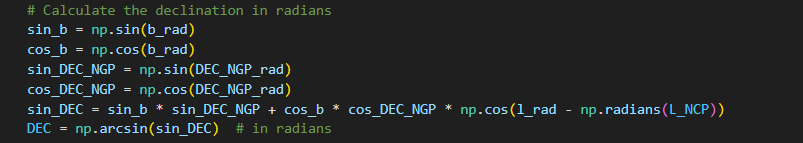 # Calculate the declination in radians
sin_b = np.sin(b_rad)
cos_b = np.cos(b_rad)
sin_DEC_NGP = np.sin(DEC_NGP_rad)
cos_DEC_NGP = np.cos(DEC_NGP_rad)
sin_DEC = sin_b * sin_DEC_NGP + cos_b * cos_DEC_NGP * np.cos(l_rad - np.radians(L_NCP))
DEC = np.arcsin(sin_DEC)  # in radians